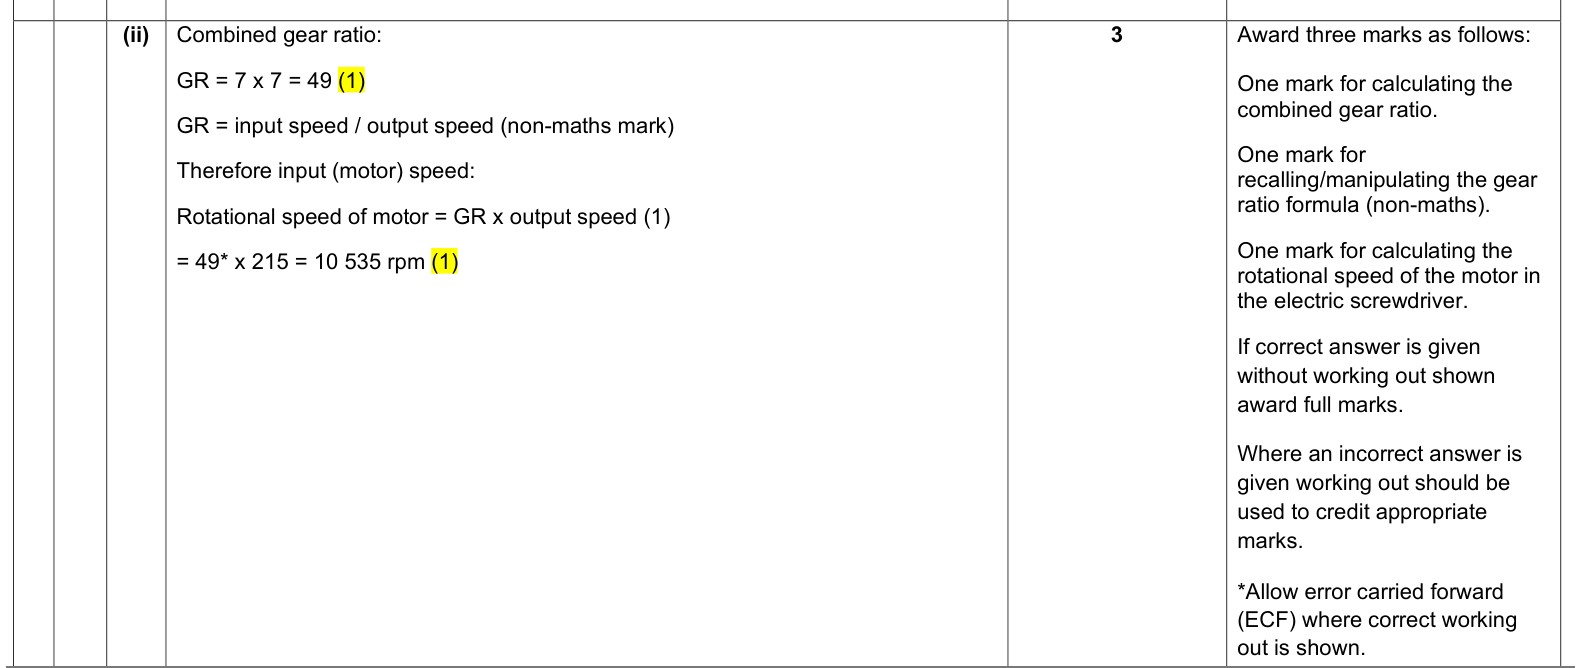 (ii)
Combined gear ratio:
GR = 7 x 7 = 49 (1)
GR = input speed / output speed (non-maths mark)
Therefore input (motor) speed:
Rotational speed of motor = GR x output speed (1)
= 49* x 215 = 10 535 rpm (1)
3
Award three marks as follows:
One mark for calculating the
combined gear ratio.
One mark for
recalling/manipulating the gear
ratio formula (non-maths).
One mark for calculating the
rotational speed of the motor in
the electric screwdriver.
If correct answer is given
without working out shown
award full marks.
Where an incorrect answer is
given working out should be
used to credit appropriate
marks.
*Allow error carried forward
(ECF) where correct working
out is shown.